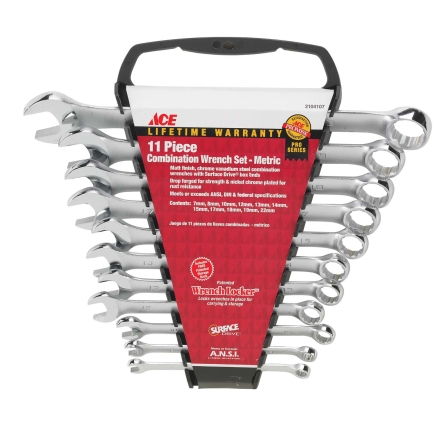 2104107
ACE
LIFETIME WARRANTY
PRO
SERIES
11 Piece
Combination Wrench Set - Metric
Matt finish, chrome vanadium steel combination
wrenches with Surface Drive® box ends
Drop forged for strength & nickel chrome plated for
rust resistance
Meets or exceeds ANSI, DIN & federal specifications
Contents: 7mm, 8mm, 10mm, 12mm, 13mm, 14mm,
15mm, 17mm, 18mm, 19mm, 22mm
Juego de 11 piezas de llaves combinadas - métrico
Patented
Wrench Locker
Locks wrenches in place for
carrying & storage
SURFACE
DRIVE
A.N.S.I.